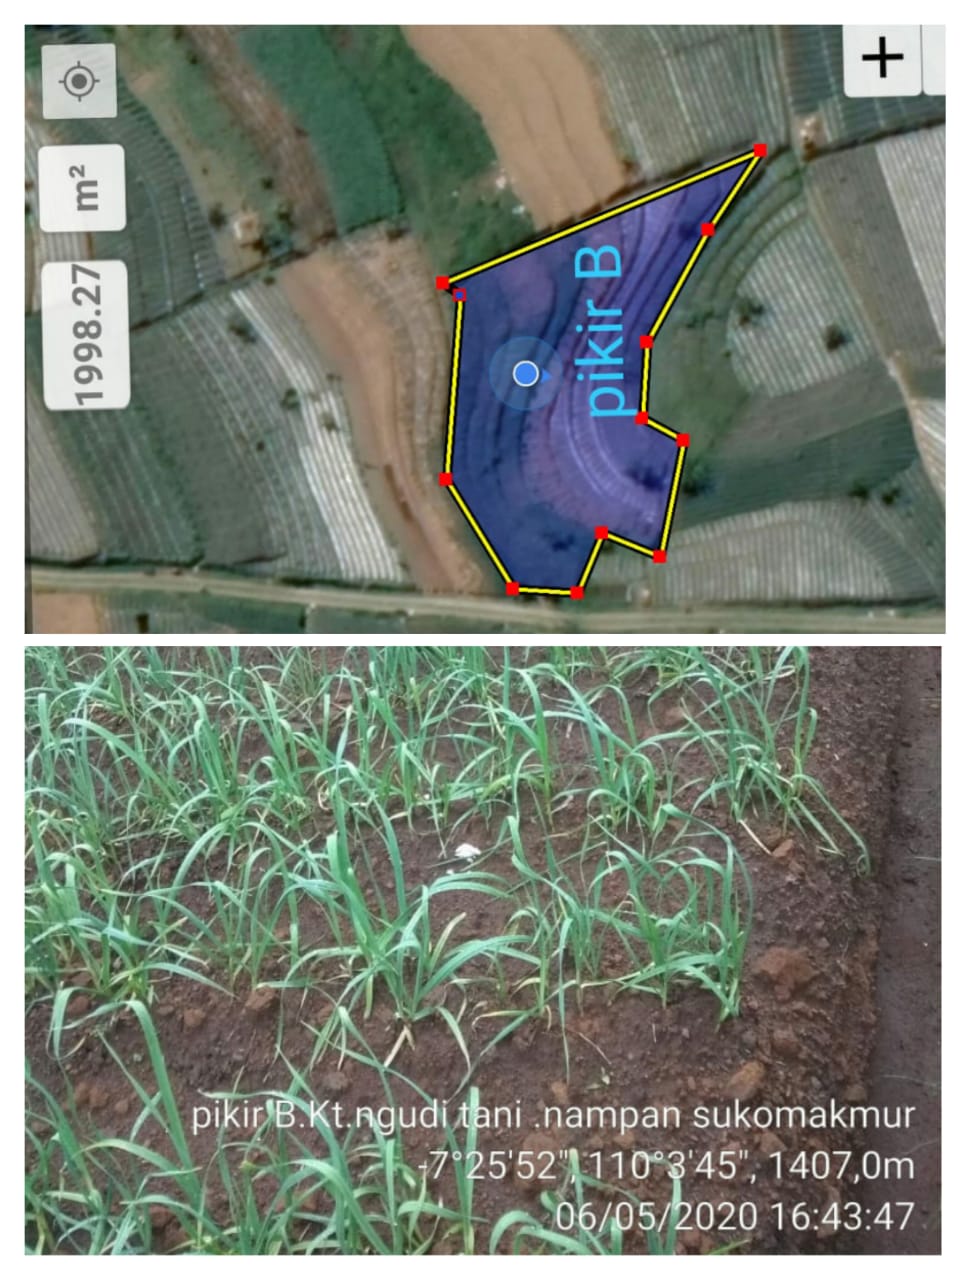 +
m²
1998.27
pikir B
pikir B.Kt.ngudi tani .nampan sukomakmur
-7°25'52", 110°3'45", 1407,0m
06/05/2020 16:43:47